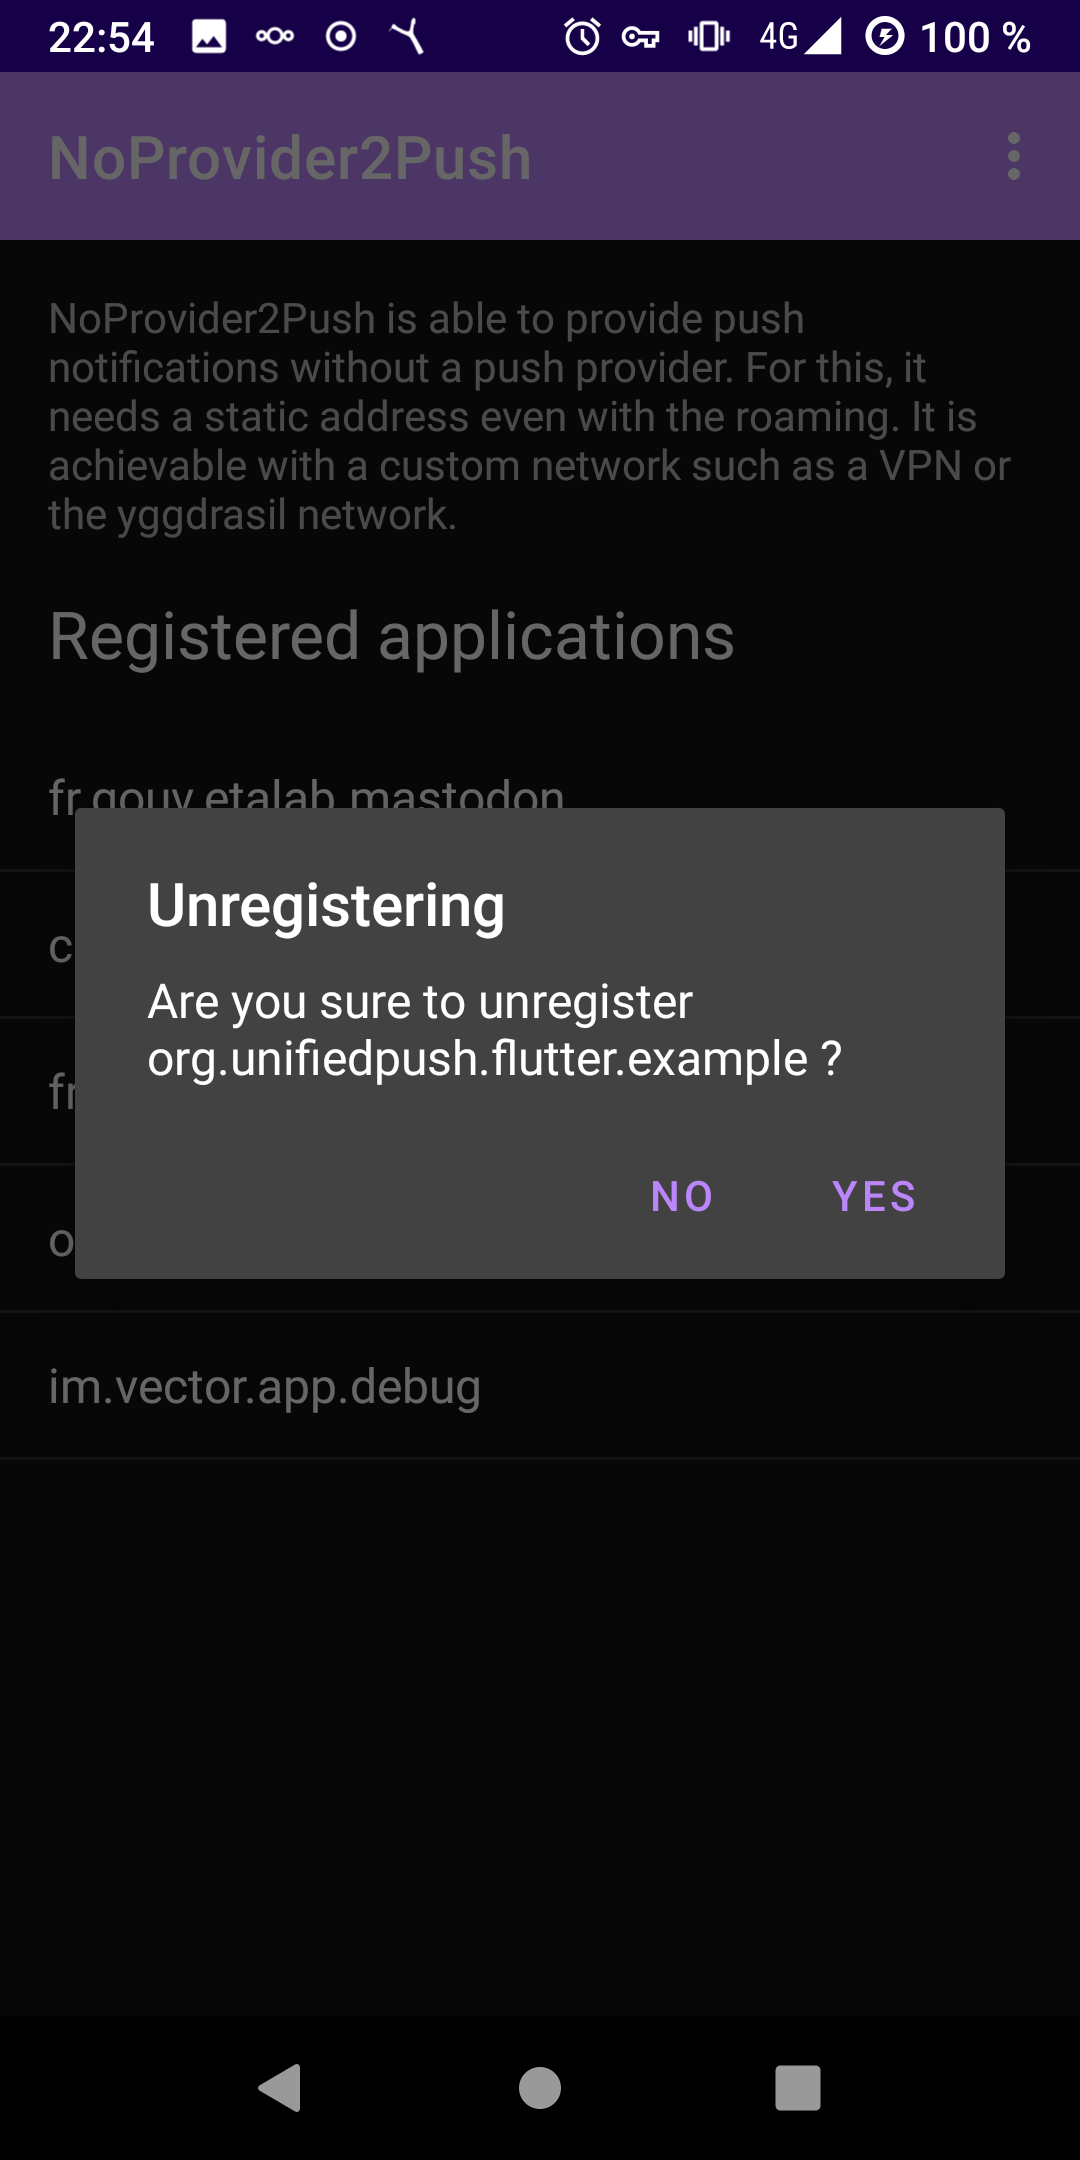 22:54 4G 100 %
NoProvider2Push
NoProvider2Push is able to provide push
notifications without a push provider. For this, it
needs a static address even with the roaming. It is
achievable with a custom network such as a VPN or
the yggdrasil network.
Registered applications
fr.gouv.etalab.mastodon
Unregistering
Are you sure to unregister
org.unifiedpush.flutter.example ?
NO YES
im.vector.app.debug